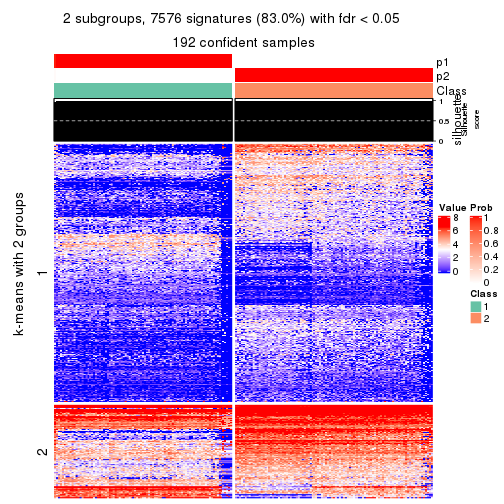 2 subgroups, 7576 signatures (83.0%) with fdr < 0.05
192 confident samples
p1
p2
Class
1
0.5
0
silhouette
Silhouette
score
k-means with 2 groups
1
2
Value
8
6
4
2
0
Prob
1
0.8
0.6
0.4
0.2
0
Class
1
2